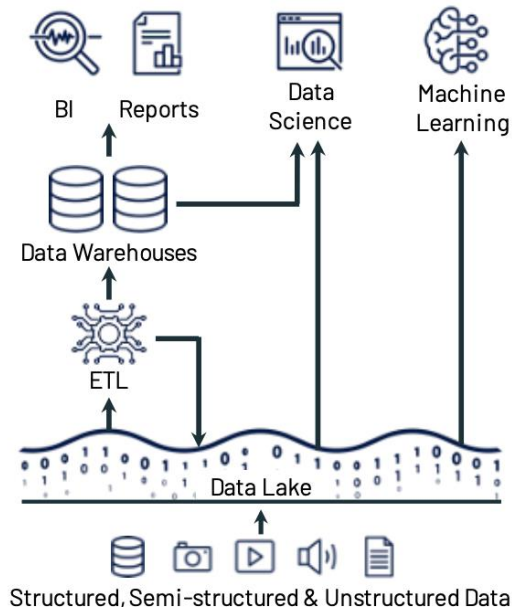 BI
Reports
Data
Science
Machine
Learning
Data Warehouses
ETL
Data Lake
Structured, Semi-structured & Unstructured Data